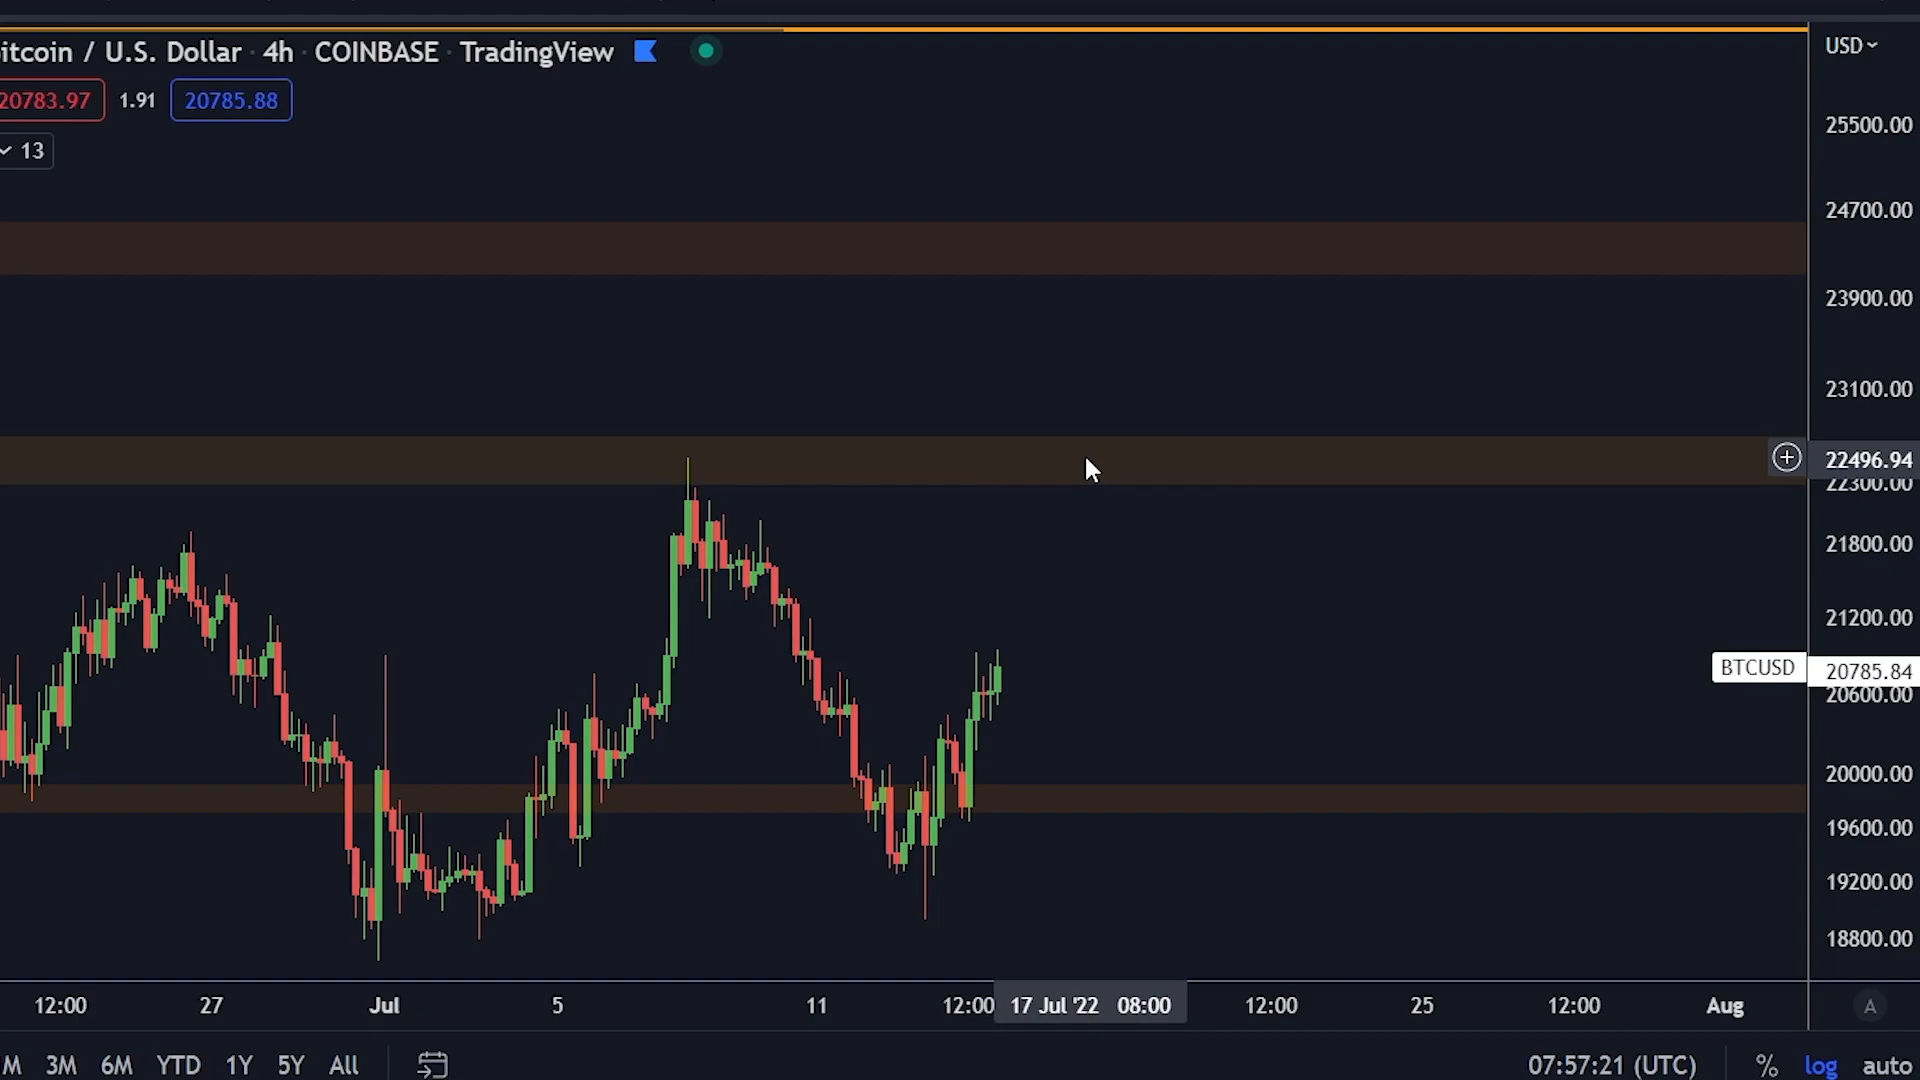 itcoin / U.S. Dollar · 4h · COINBASE · TradingView
USD
20783.97 1.91 20785.88
13
25500.00
24700.00
23900.00
23100.00
22496.94
22300.00
21800.00
21200.00
BTCUSD 20785.84
20600.00
20000.00
19600.00
19200.00
18800.00
12:00 27 Jul 5 11 12:00 17 Jul '22 08:00 12:00 25 12:00 Aug A
M 3M 6M YTD 1Y 5Y All 07:57:21 (UTC) % log auto